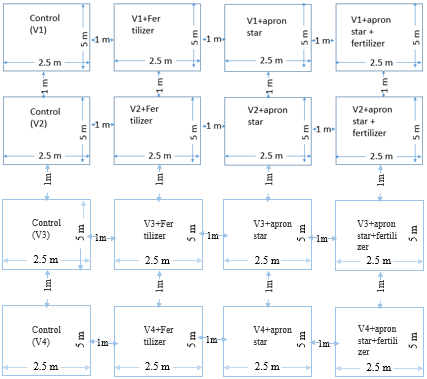 Control
(V1)
5 m
2.5 m
1 m
V1+Fer
tilizer
5 m
2.5 m
1 m
V1+apron
star
5 m
2.5 m
1 m
V1+apron
star +
fertilizer
5 m
2.5 m
1 m
1 m
1 m
1 m
Control
(V2)
5 m
2.5 m
1 m
V2+Fer
tilizer
5 m
2.5 m
1 m
V2+apron
star
5 m
2.5 m
1 m
V2+apron
star +
fertilizer
5 m
2.5 m
1m
1m
1m
1m
Control
(V3)
5 m
2.5 m
1m
V3+Fer
tilizer
5 m
2.5 m
1m
V3+apron
star
5 m
2.5 m
1m
V3+apron
star+fertili
zer
5 m
2.5 m
1m
1m
1m
1m
Control
(V4)
5 m
2.5 m
1m
V4+Fer
tilizer
5 m
2.5 m
1m
V4+apron
star
5 m
2.5 m
1m
V4+apron
star+fertili
zer
5 m
2.5 m